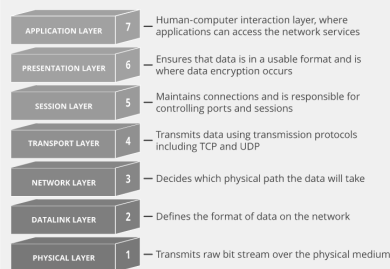 APPLICATION LAYER 7 — Human-computer interaction layer, where
applications can access the network services
PRESENTATION LAYER 6 — Ensures that data is in a usable format and is
where data encryption occurs
SESSION LAYER 5 — Maintains connections and is responsible for
controlling ports and sessions
TRANSPORT LAYER 4 — Transmits data using transmission protocols
including TCP and UDP
NETWORK LAYER 3 — Decides which physical path the data will take
DATALINK LAYER 2 — Defines the format of data on the network
PHYSICAL LAYER 1 — Transmits raw bit stream over the physical medium